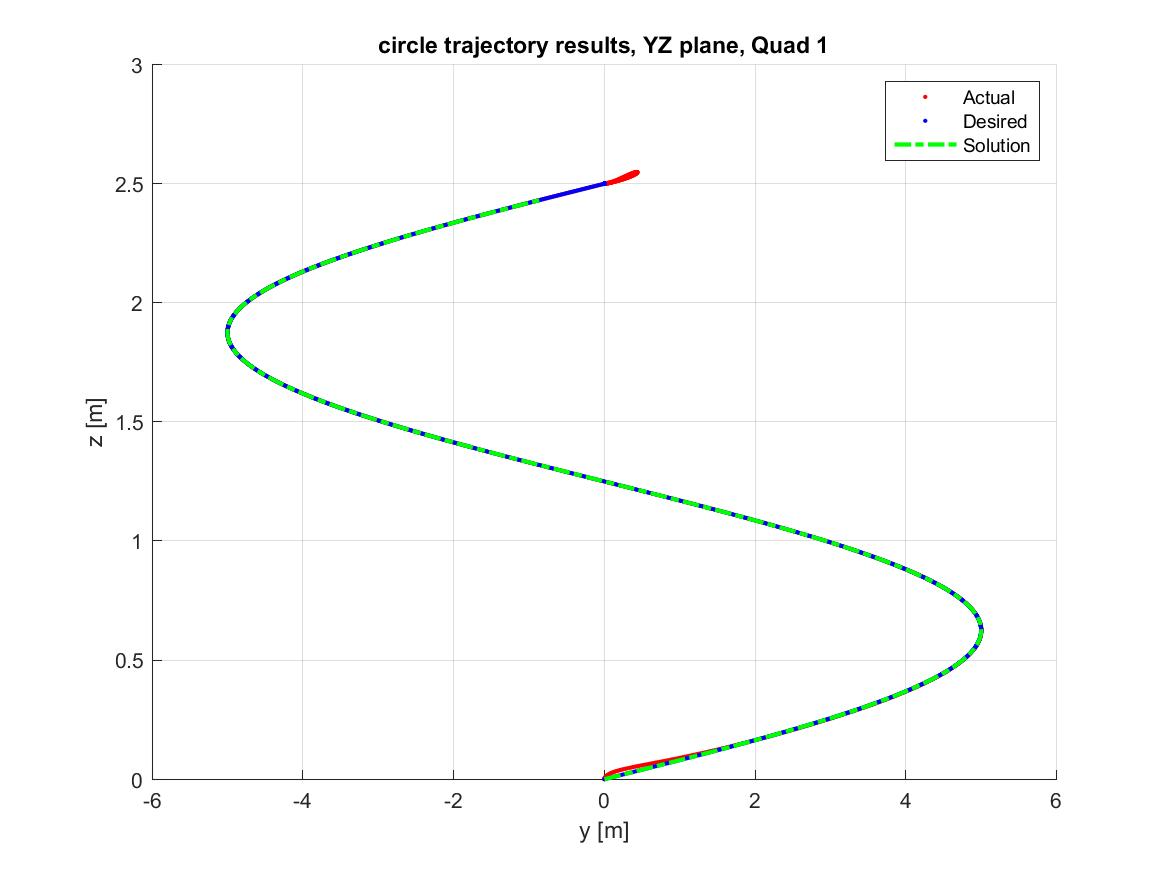 circle trajectory results, YZ plane, Quad 1
3
Actual
Desired
Solution
2.5
2
1.5
z [m]
1
0.5
0
-6 -4 -2 0 2 4 6
y [m]